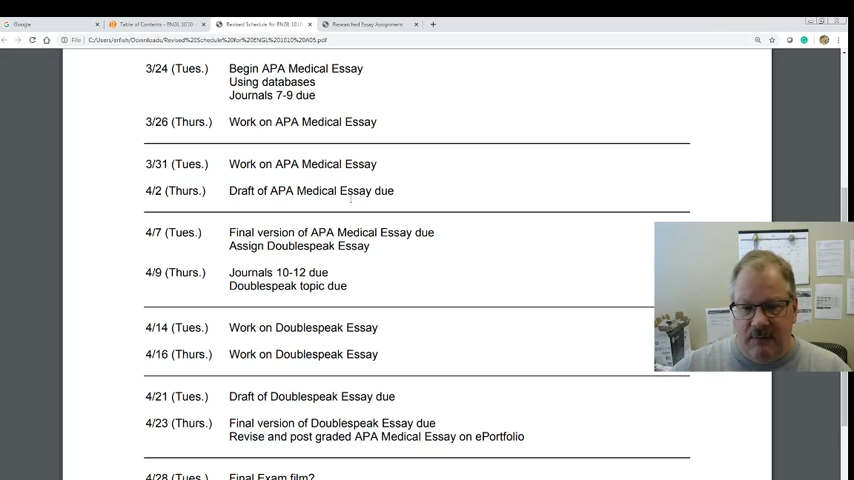 Google
Table of Contents - ENGL 1010
Revised Schedule for ENGL 1010
Researched Essay Assignment
File
C:/Users/erfish/Downloads/Revised%20Schedule%20for%20ENGL%201010%20A05.pdf
3/24 (Tues.) Begin APA Medical Essay
Using databases
Journals 7-9 due
3/26 (Thurs.) Work on APA Medical Essay
3/31 (Tues.) Work on APA Medical Essay
4/2 (Thurs.) Draft of APA Medical Essay due
4/7 (Tues.) Final version of APA Medical Essay due
Assign Doublespeak Essay
4/9 (Thurs.) Journals 10-12 due
Doublespeak topic due
4/14 (Tues.) Work on Doublespeak Essay
4/16 (Thurs.) Work on Doublespeak Essay
4/21 (Tues.) Draft of Doublespeak Essay due
4/23 (Thurs.) Final version of Doublespeak Essay due
Revise and post graded APA Medical Essay on ePortfolio
4/28 (Tues.) Final Exam film?